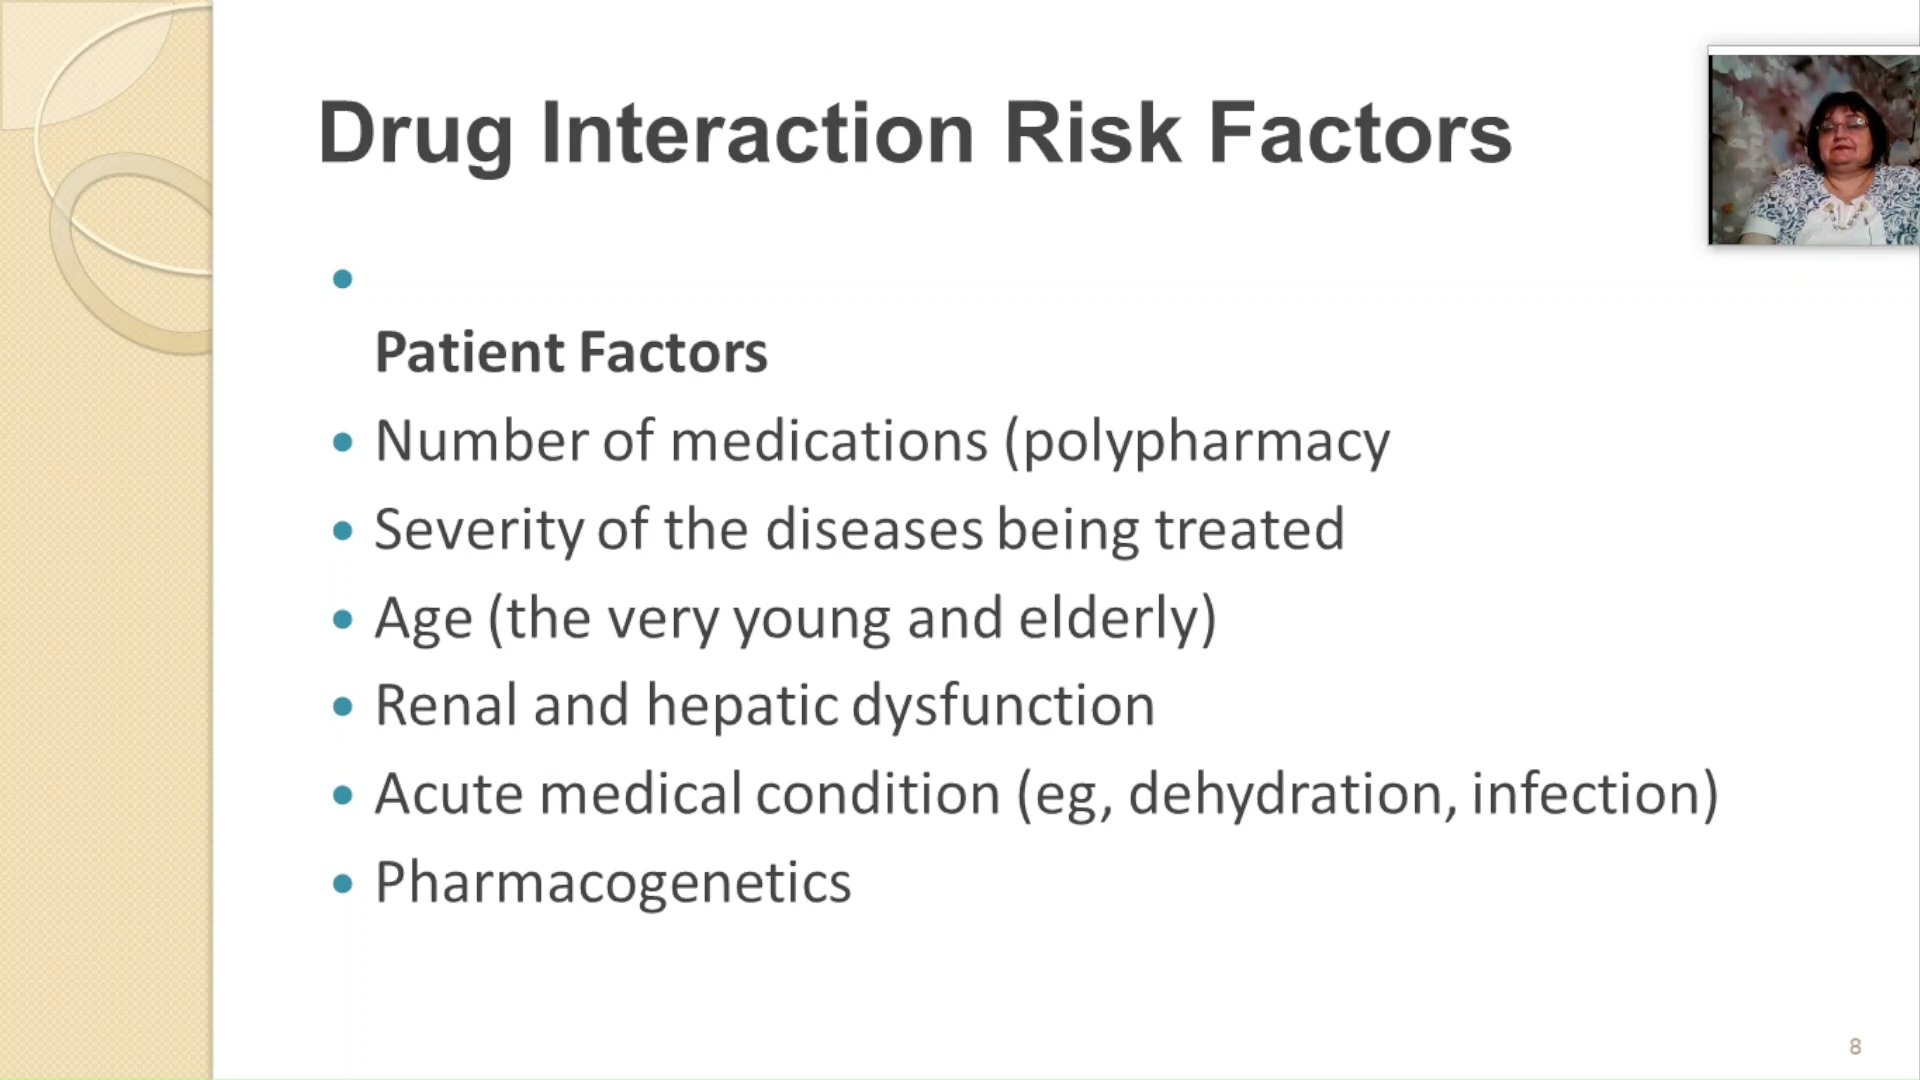 Drug Interaction Risk Factors
•
Patient Factors
• Number of medications (polypharmacy
• Severity of the diseases being treated
• Age (the very young and elderly)
• Renal and hepatic dysfunction
• Acute medical condition (eg, dehydration, infection)
• Pharmacogenetics
8